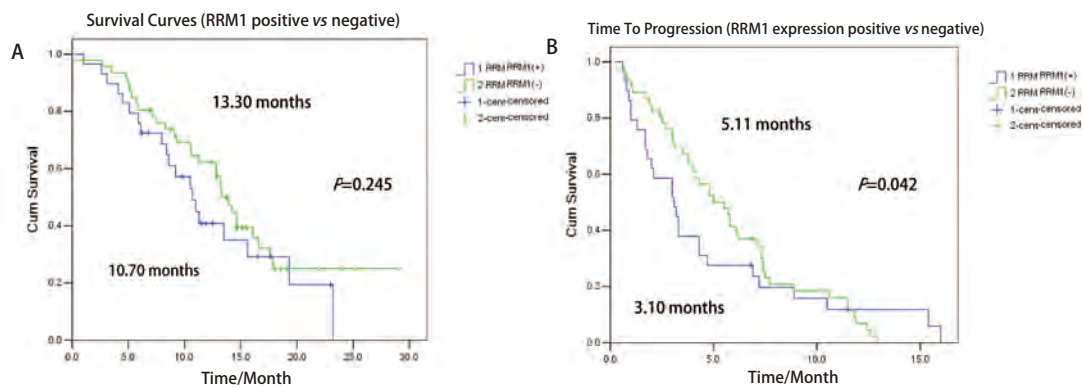 Survival Curves (RRM1 positive vs negative)
A
Cum Survival
1.0
0.8
0.6
0.4
0.2
0.0
0.0 5.0 10.0 15.0 20.0 25.0 30.0
Time/Month
13.30 months
P=0.245
10.70 months
1 RRM RRM1(+)
2 RRM RRM1(-)
1-cens-censored
2-cens-censored
Time To Progression (RRM1 expression positive vs negative)
B
Cum Survival
1.0
0.8
0.6
0.4
0.2
0.0
0.0 5.0 10.0 15.0
Time/Month
5.11 months
P=0.042
3.10 months
1 RRM RRM1(+)
2 RRM RRM1(-)
1-cens-censored
2-cens-censored